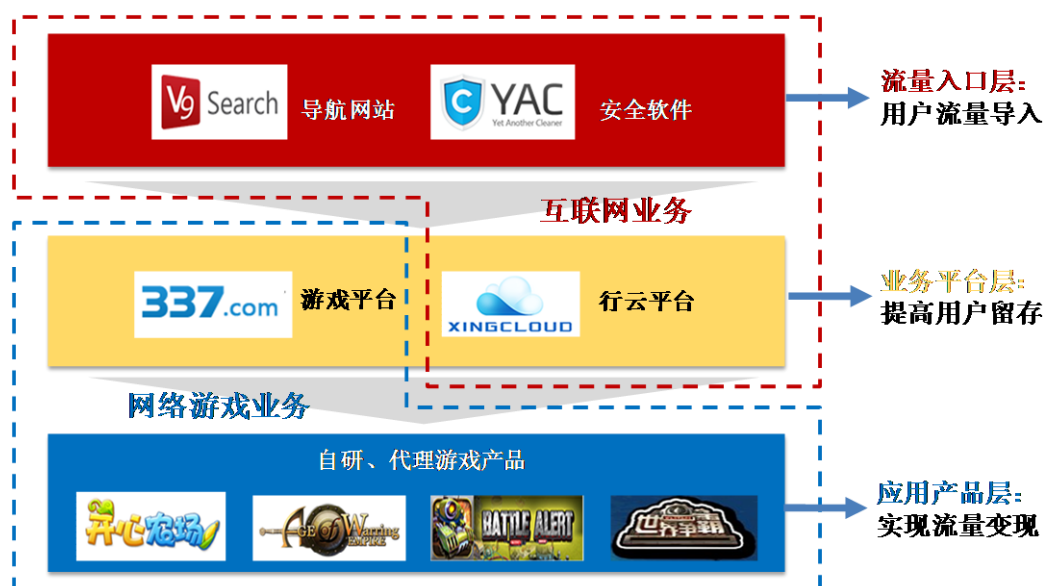 V9 Search
导航网站
YAC
Yet Another Cleaner
安全软件
流量入口层：
用户流量导入
互联网业务
337.com
游戏平台
XINGCLOUD
行云平台
业务平台层：
提高用户留存
网络游戏业务
自研、代理游戏产品
开心农场
AGE OF WARRING
EMPIRE
BATTLE ALERT
世界争霸
应用产品层：
实现流量变现